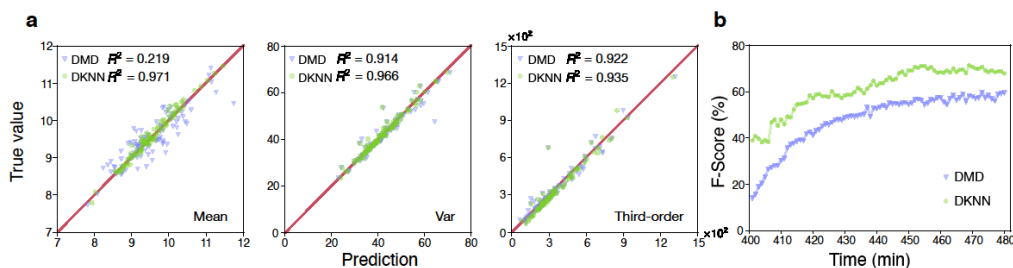 a
True value
12
11
10
9
8
7
7 8 9 10 11 12
DMD R² = 0.219
DKNN R² = 0.971
Mean
80
60
40
20
0
0 20 40 60 80
DMD R² = 0.914
DKNN R² = 0.966
Var
Prediction
×10²
15
12
9
6
3
0
0 3 6 9 12 15
×10²
DMD R² = 0.922
DKNN R² = 0.935
Third-order
b
F-Score (%)
80
60
40
20
0
400 410 420 430 440 450 460 470 480
DMD
DKNN
Time (min)